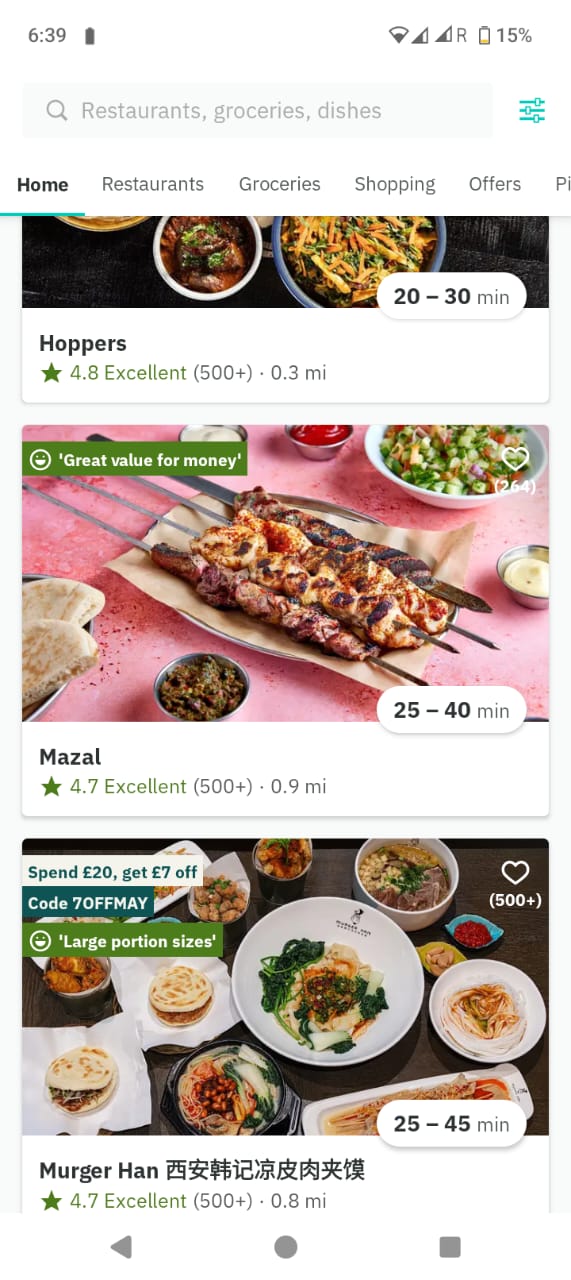 6:39
R 15%
Restaurants, groceries, dishes
Home Restaurants Groceries Shopping Offers Pi
20 – 30 min
Hoppers
4.8 Excellent (500+) · 0.3 mi
'Great value for money'
(264)
25 – 40 min
Mazal
4.7 Excellent (500+) · 0.9 mi
Spend £20, get £7 off
Code 7OFFMAY
(500+)
'Large portion sizes'
murger han
25 – 45 min
Murger Han 西安韩记凉皮肉夹馍
4.7 Excellent (500+) · 0.8 mi